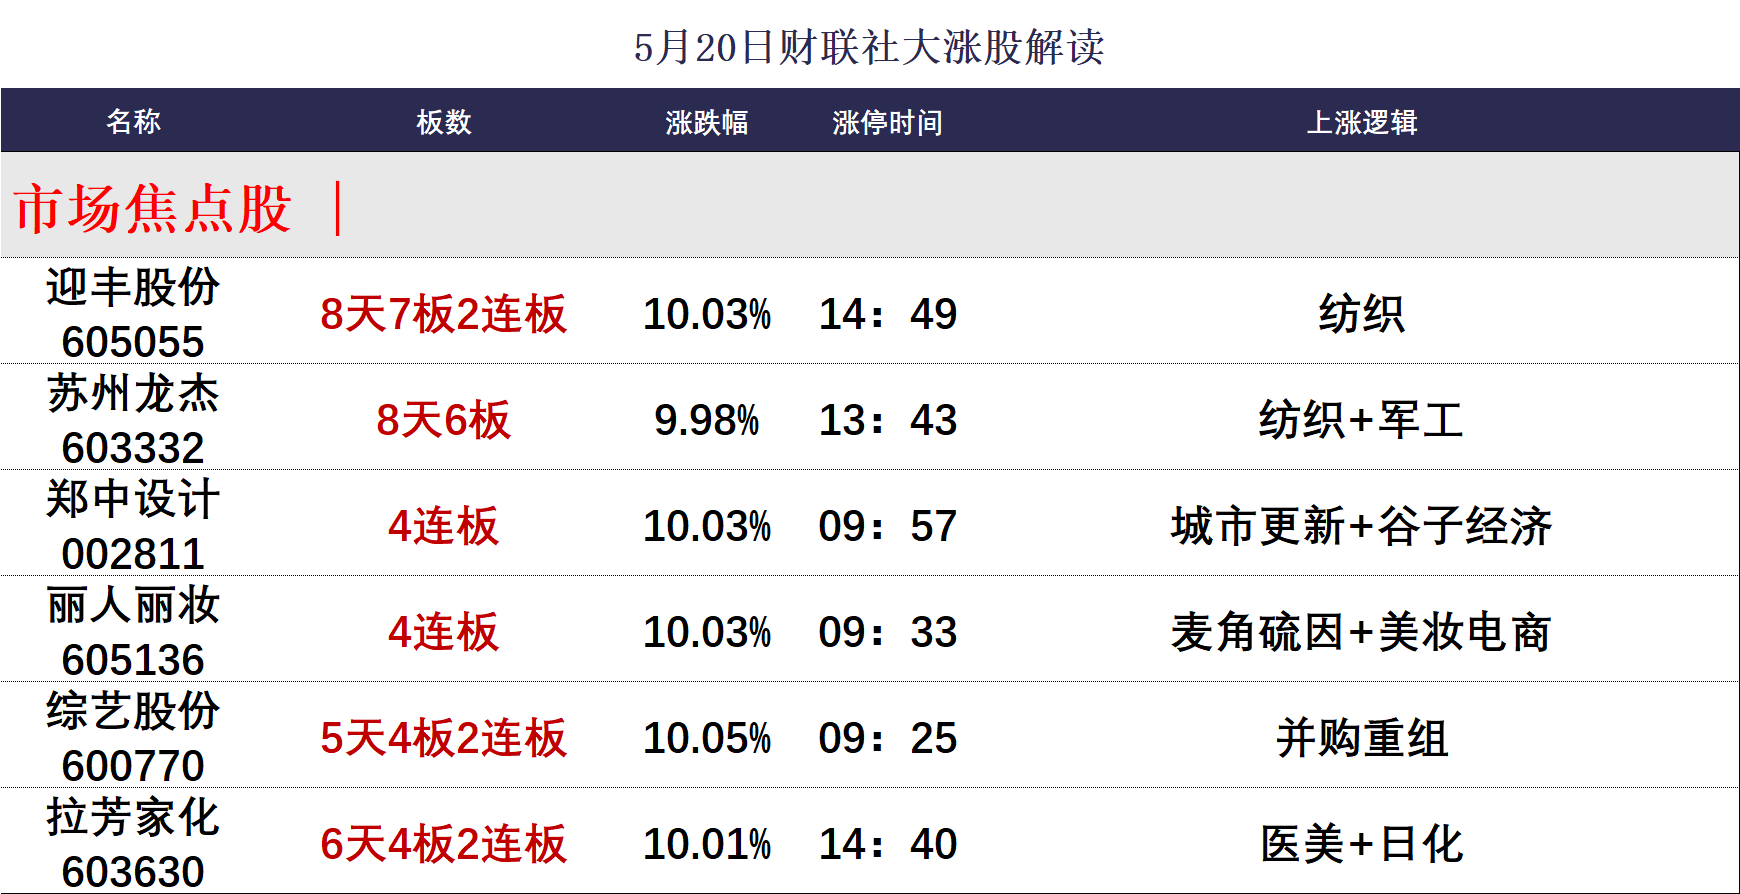 5月20日财联社大涨股解读
名称 板数 涨跌幅 涨停时间 上涨逻辑
市场焦点股 |
迎丰股份
605055 8天7板2连板 10.03% 14：49 纺织
苏州龙杰
603332 8天6板 9.98% 13：43 纺织+军工
郑中设计
002811 4连板 10.03% 09：57 城市更新+谷子经济
丽人丽妆
605136 4连板 10.03% 09：33 麦角硫因+美妆电商
综艺股份
600770 5天4板2连板 10.05% 09：25 并购重组
拉芳家化
603630 6天4板2连板 10.01% 14：40 医美+日化